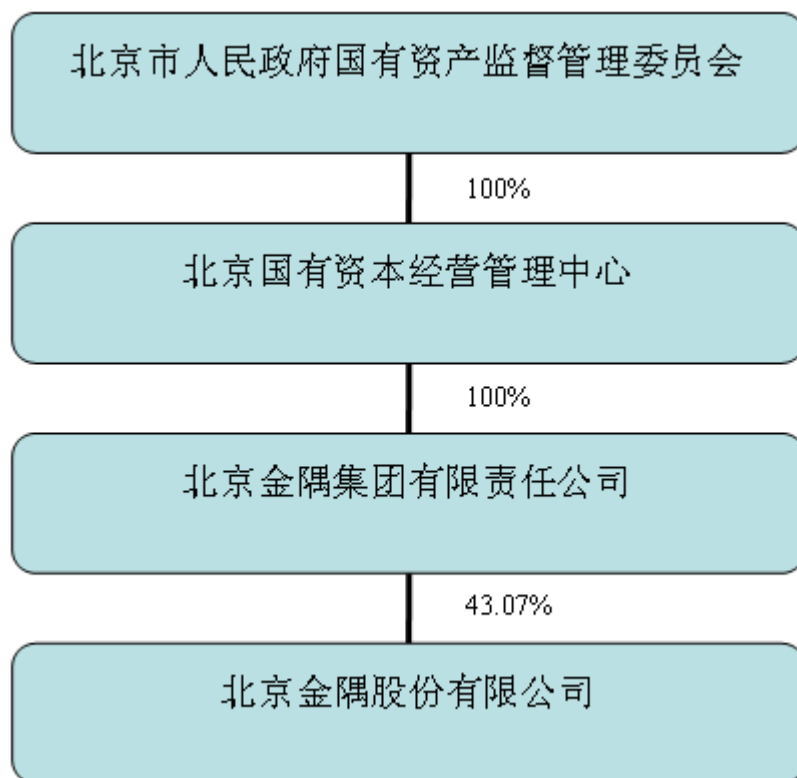 北京市人民政府国有资产监督管理委员会
100%
北京国有资本经营管理中心
100%
北京金隅集团有限责任公司
43.07%
北京金隅股份有限公司